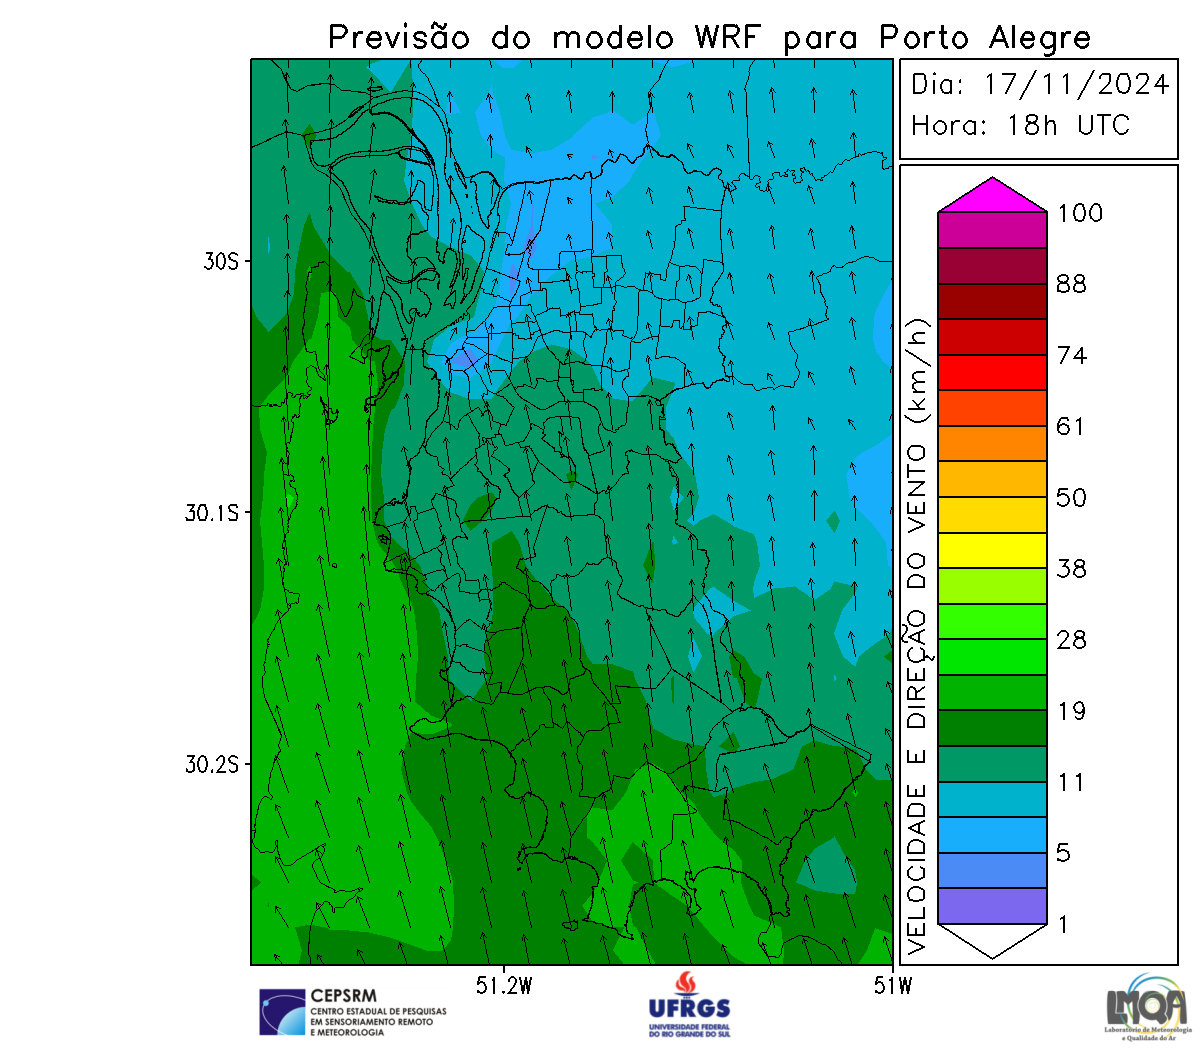 Previsão do modelo WRF para Porto Alegre
Dia: 17/11/2024
Hora: 18h UTC
30S
30.1S
30.2S
51.2W
51W
VELOCIDADE E DIREÇÃO DO VENTO (km/h)
100
88
74
61
50
38
28
19
11
5
1
CEPSRM
CENTRO ESTADUAL DE PESQUISAS
EM SENSORIAMENTO REMOTO
E METEOROLOGIA
UFRGS
UNIVERSIDADE FEDERAL
DO RIO GRANDE DO SUL
LMQA
Laboratório de Meteorologia
e Qualidade do Ar